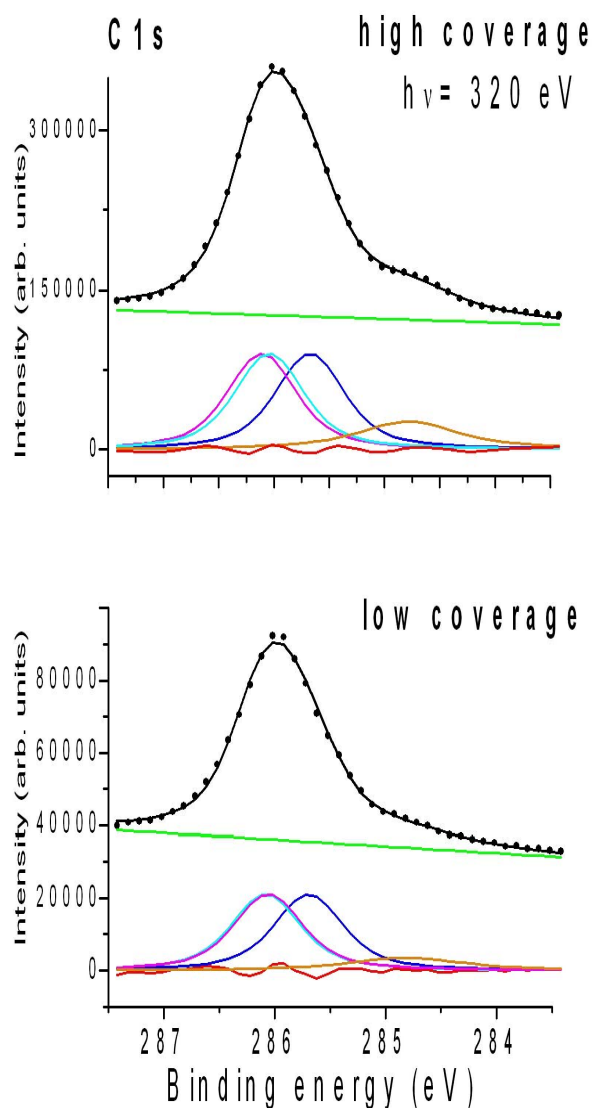 C 1s
high coverage
hν= 320 eV
300000
150000
0
Intensity (arb. units)
low coverage
80000
60000
40000
20000
0
Intensity (arb. units)
287 286 285 284
Binding energy (eV)